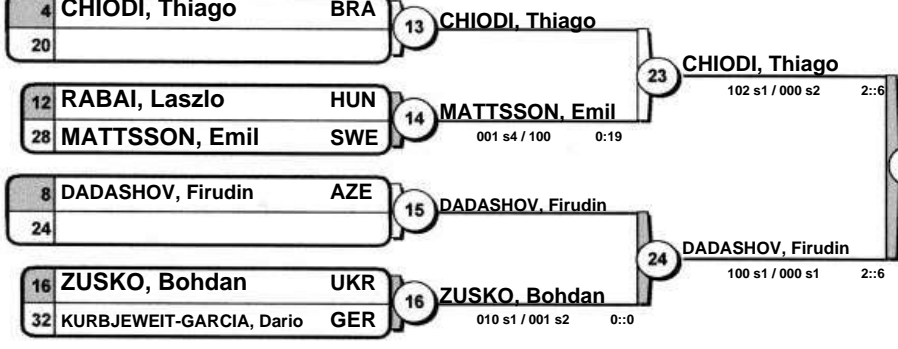 4 CHIODI, Thiago BRA
20
13
CHIODI, Thiago
12 RABAI, Laszlo HUN
28 MATTSSON, Emil SWE
14
MATTSSON, Emil
001 s4 / 100 0:19
23
CHIODI, Thiago
102 s1 / 000 s2 2::6
8 DADASHOV, Firudin AZE
24
15
DADASHOV, Firudin
16 ZUSKO, Bohdan UKR
32 KURBJEWEIT-GARCIA, Dario GER
16
ZUSKO, Bohdan
010 s1 / 001 s2 0::0
24
DADASHOV, Firudin
100 s1 / 000 s1 2::6